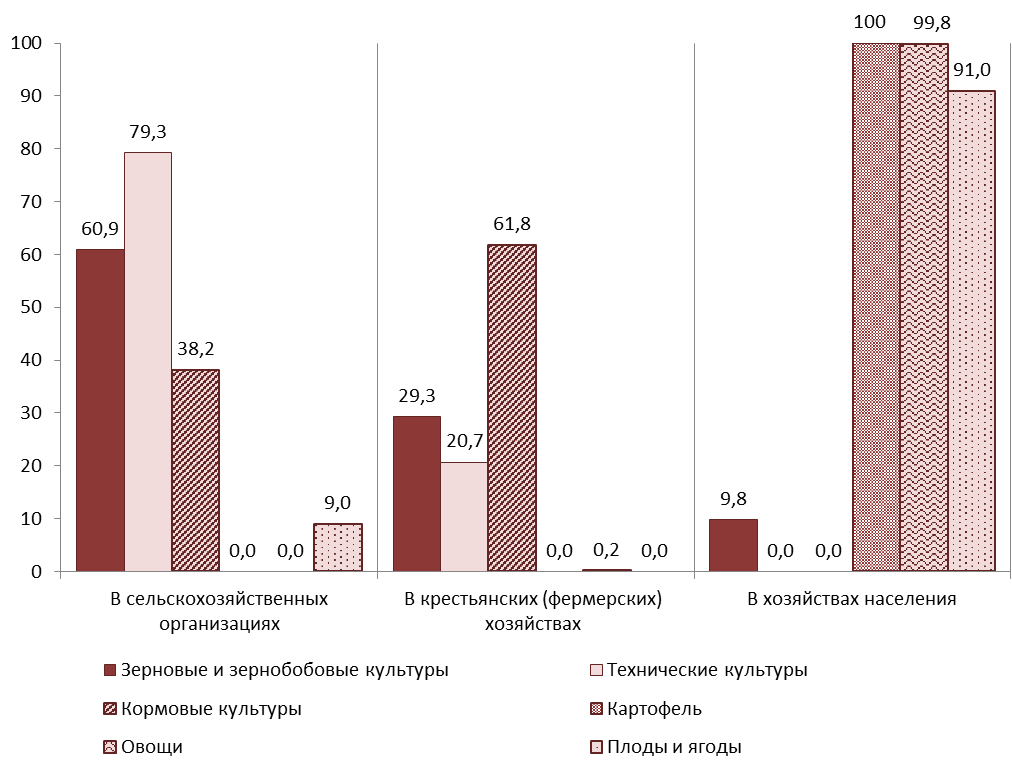 100
90
80
70
60
50
40
30
20
10
0
60,9
79,3
38,2
0,0
0,0
9,0
29,3
20,7
61,8
0,0
0,2
0,0
9,8
0,0
0,0
100
99,8
91,0
В сельскохозяйственных
организациях
В крестьянских (фермерских)
хозяйствах
В хозяйствах населения
Зерновые и зернобобовые культуры
Технические культуры
Кормовые культуры
Картофель
Овощи
Плоды и ягоды